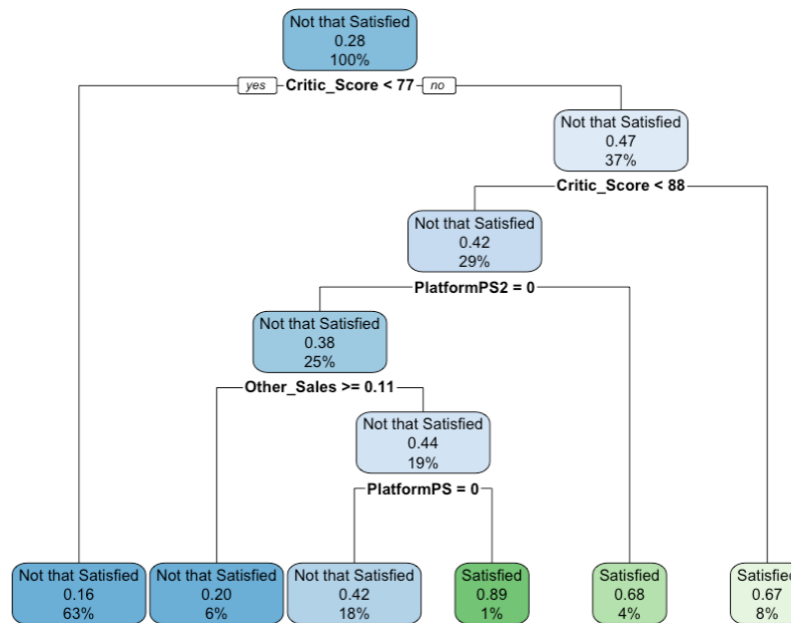 Not that Satisfied
0.28
100%
yes Critic_Score < 77 no
Not that Satisfied
0.47
37%
Critic_Score < 88
Not that Satisfied
0.42
29%
PlatformPS2 = 0
Not that Satisfied
0.38
25%
Other_Sales >= 0.11
Not that Satisfied
0.44
19%
PlatformPS = 0
Not that Satisfied
0.16
63%
Not that Satisfied
0.20
6%
Not that Satisfied
0.42
18%
Satisfied
0.89
1%
Satisfied
0.68
4%
Satisfied
0.67
8%